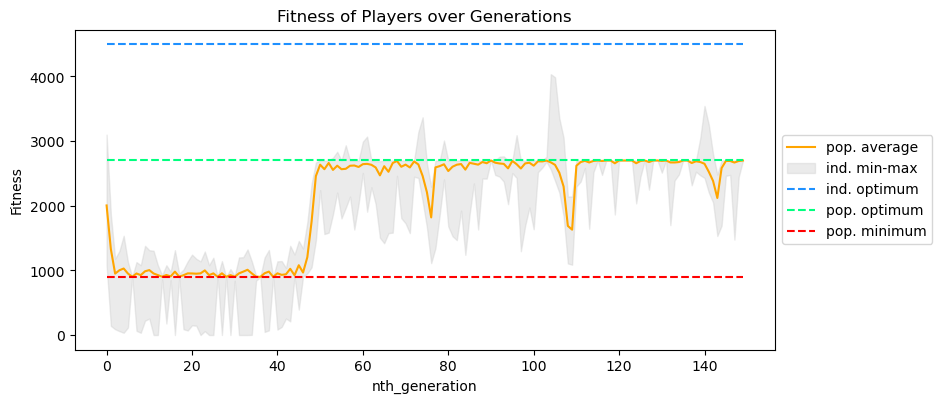 Fitness of Players over Generations
Fitness
4000
3000
2000
1000
0
0 20 40 60 80 100 120 140
nth_generation
pop. average
ind. min-max
ind. optimum
pop. optimum
pop. minimum